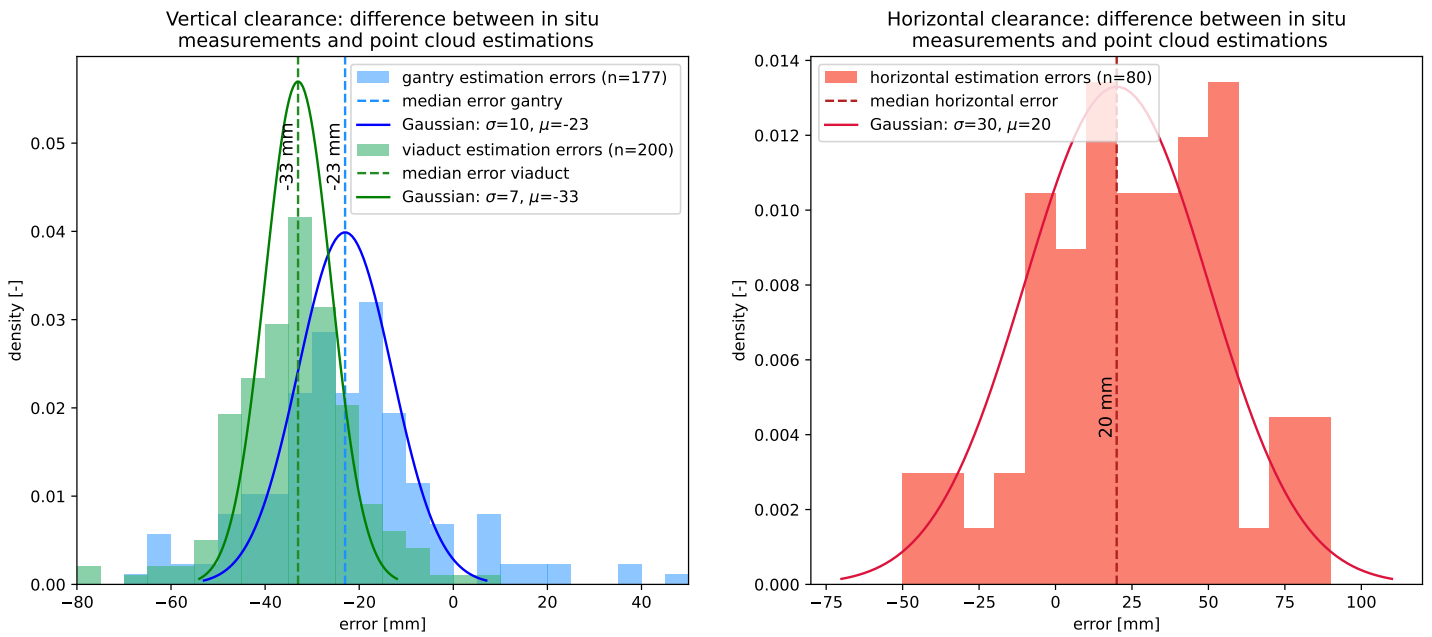 Vertical clearance: difference between in situ
measurements and point cloud estimations
gantry estimation errors (n=177)
median error gantry
Gaussian: σ=10, μ=-23
viaduct estimation errors (n=200)
median error viaduct
Gaussian: σ=7, μ=-33
-33 mm
-23 mm
0.05
0.04
0.03
0.02
0.01
0.00
density [-]
−80
−60
−40
−20
0
20
40
error [mm]
Horizontal clearance: difference between in situ
measurements and point cloud estimations
horizontal estimation errors (n=80)
median horizontal error
Gaussian: σ=30, μ=20
20 mm
0.014
0.012
0.010
0.008
0.006
0.004
0.002
0.000
density [-]
−75
−50
−25
0
25
50
75
100
error [mm]